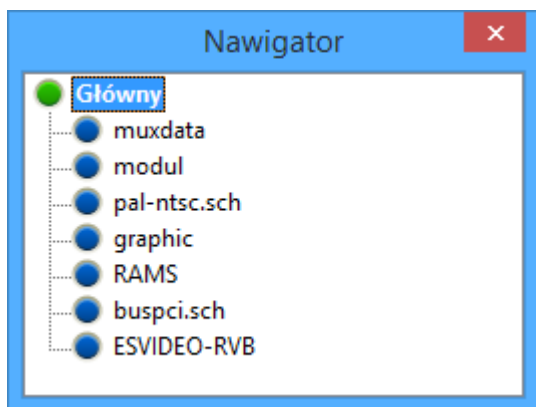 Nawigator
Główny
muxdata
modul
pal-ntsc.sch
graphic
RAMS
buspci.sch
ESVIDEO-RVB